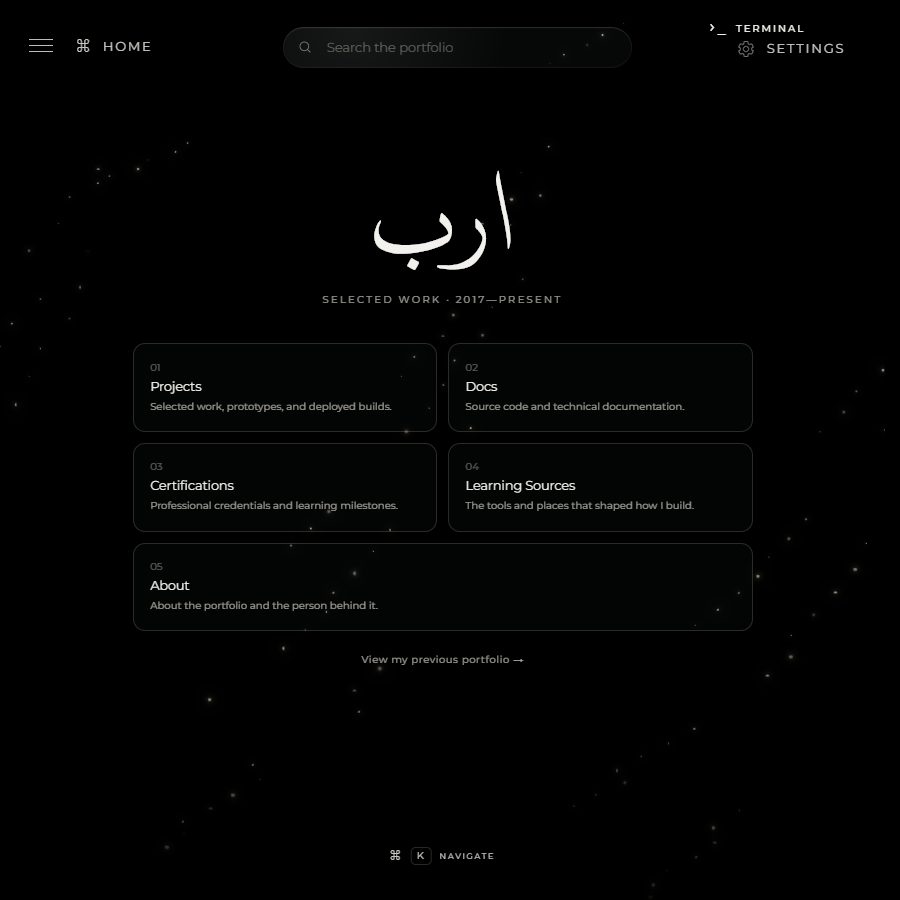 ⌘ HOME
Search the portfolio
›_ TERMINAL
SETTINGS
ارب
SELECTED WORK · 2017—PRESENT
01
Projects
Selected work, prototypes, and deployed builds.
02
Docs
Source code and technical documentation.
03
Certifications
Professional credentials and learning milestones.
04
Learning Sources
The tools and places that shaped how I build.
05
About
About the portfolio and the person behind it.
View my previous portfolio →
⌘ K NAVIGATE